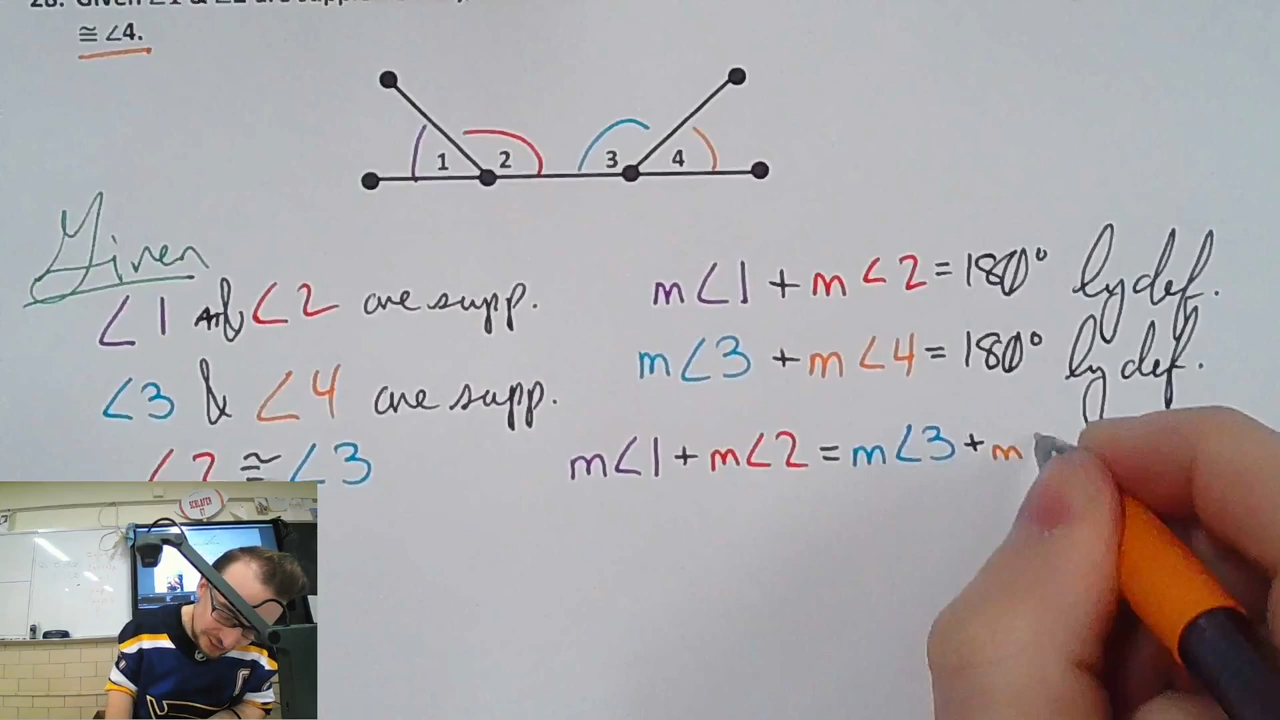 ≅ ∠4.
1 2 3 4
Given
∠1 and ∠2 are supp.
m∠1 + m∠2 = 180° by def.
∠3 & ∠4 are supp.
m∠3 + m∠4 = 180° by def.
∠2 ≅ ∠3
m∠1 + m∠2 = m∠3 + m